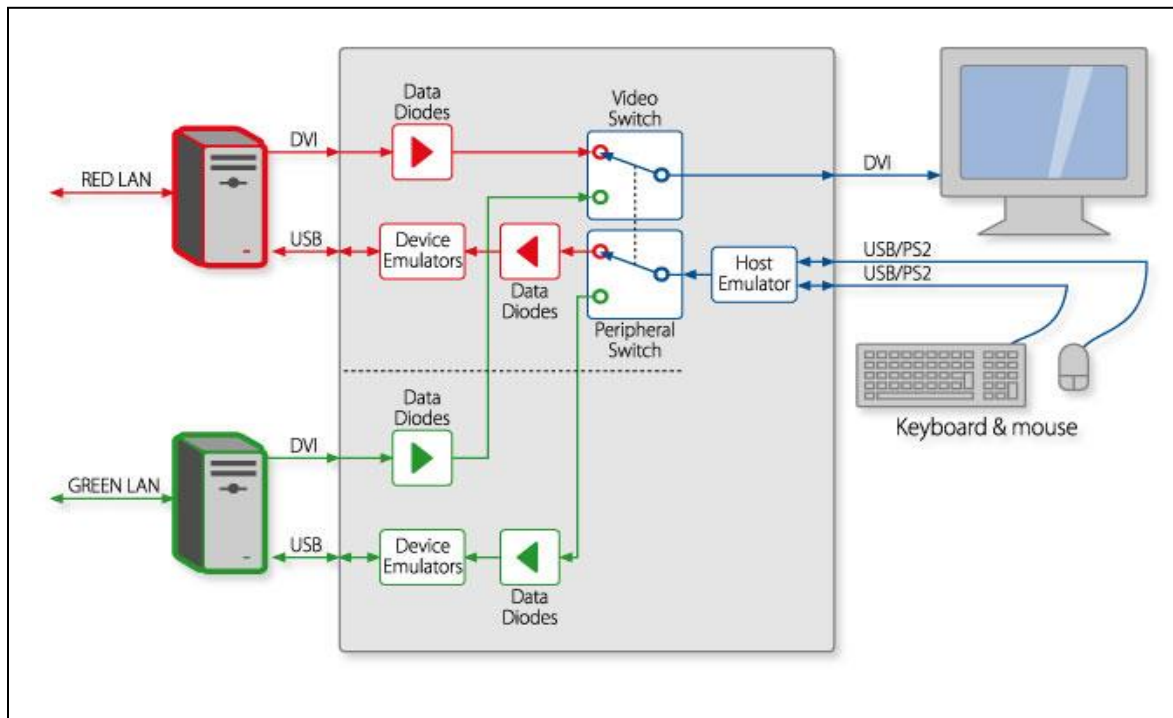 Data
Diodes
Video
Switch
DVI
DVI
RED LAN
USB
Device
Emulators
Data
Diodes
Host
Emulator
USB/PS2
USB/PS2
Peripheral
Switch
Keyboard & mouse
Data
Diodes
DVI
GREEN LAN
USB
Device
Emulators
Data
Diodes